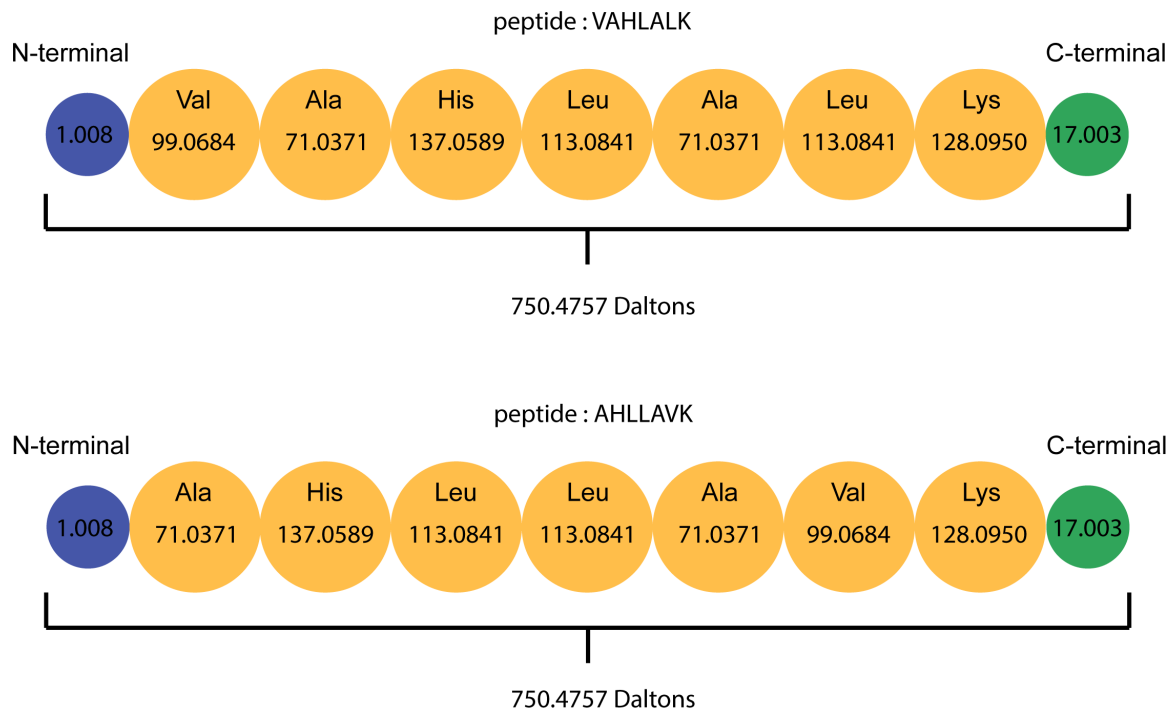 peptide : VAHLALK
N-terminal
C-terminal
Val Ala His Leu Ala Leu Lys
1.008 99.0684 71.0371 137.0589 113.0841 71.0371 113.0841 128.0950 17.003
750.4757 Daltons
peptide : AHLLAVK
N-terminal
C-terminal
Ala His Leu Leu Ala Val Lys
1.008 71.0371 137.0589 113.0841 113.0841 71.0371 99.0684 128.0950 17.003
750.4757 Daltons